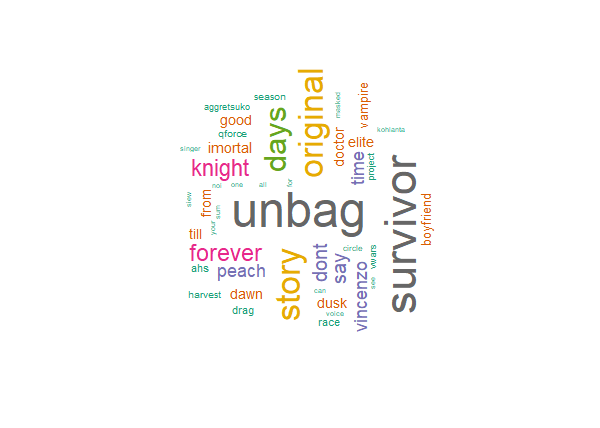 season
aggretsuko
good
qforce
singer
imortal
knight
days
original
masked
vampire
kohlanta
doctor
elite
time
project
noi
one
all
for
slew
from
sum
your
till
unbag
survivor
boyfriend
forever
ahs
peach
story
dont
say
circle
vwars
see
vincenzo
harvest
dawn
drag
can
dusk
voice
race